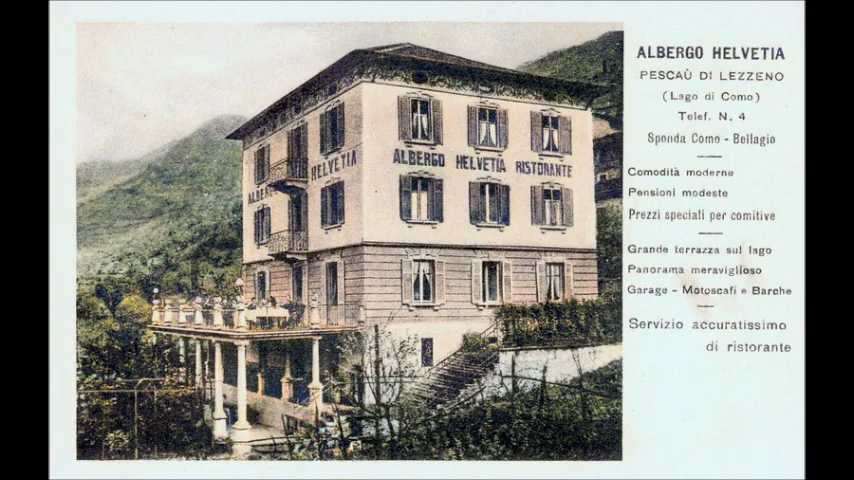 ALBERGO HELVETIA
PESCAÙ DI LEZZENO
(Lago di Como)
Telef. N. 4
Sponda Como - Bellagio
Comodità moderne
Pensioni modeste
Prezzi speciali per comitive
Grande terrazza sul lago
Panorama meraviglioso
Garage - Motoscafi e Barche
Servizio accuratissimo
di ristorante
ALBERGO HELVETIA RISTORANTE
ALBERGO HELVETIA